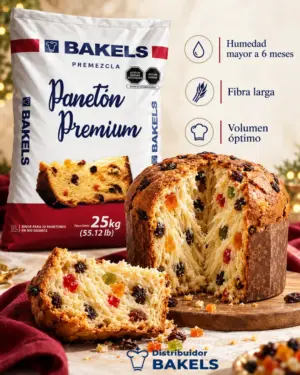 BAKELS
PREMEZCLA
Panetón
Premium
BAKELS
BAKELS
25kg
(55.12 lb)
Humedad
mayor a 6 meses
Fibra larga
Volumen
óptimo
Distribuidor
BAKELS